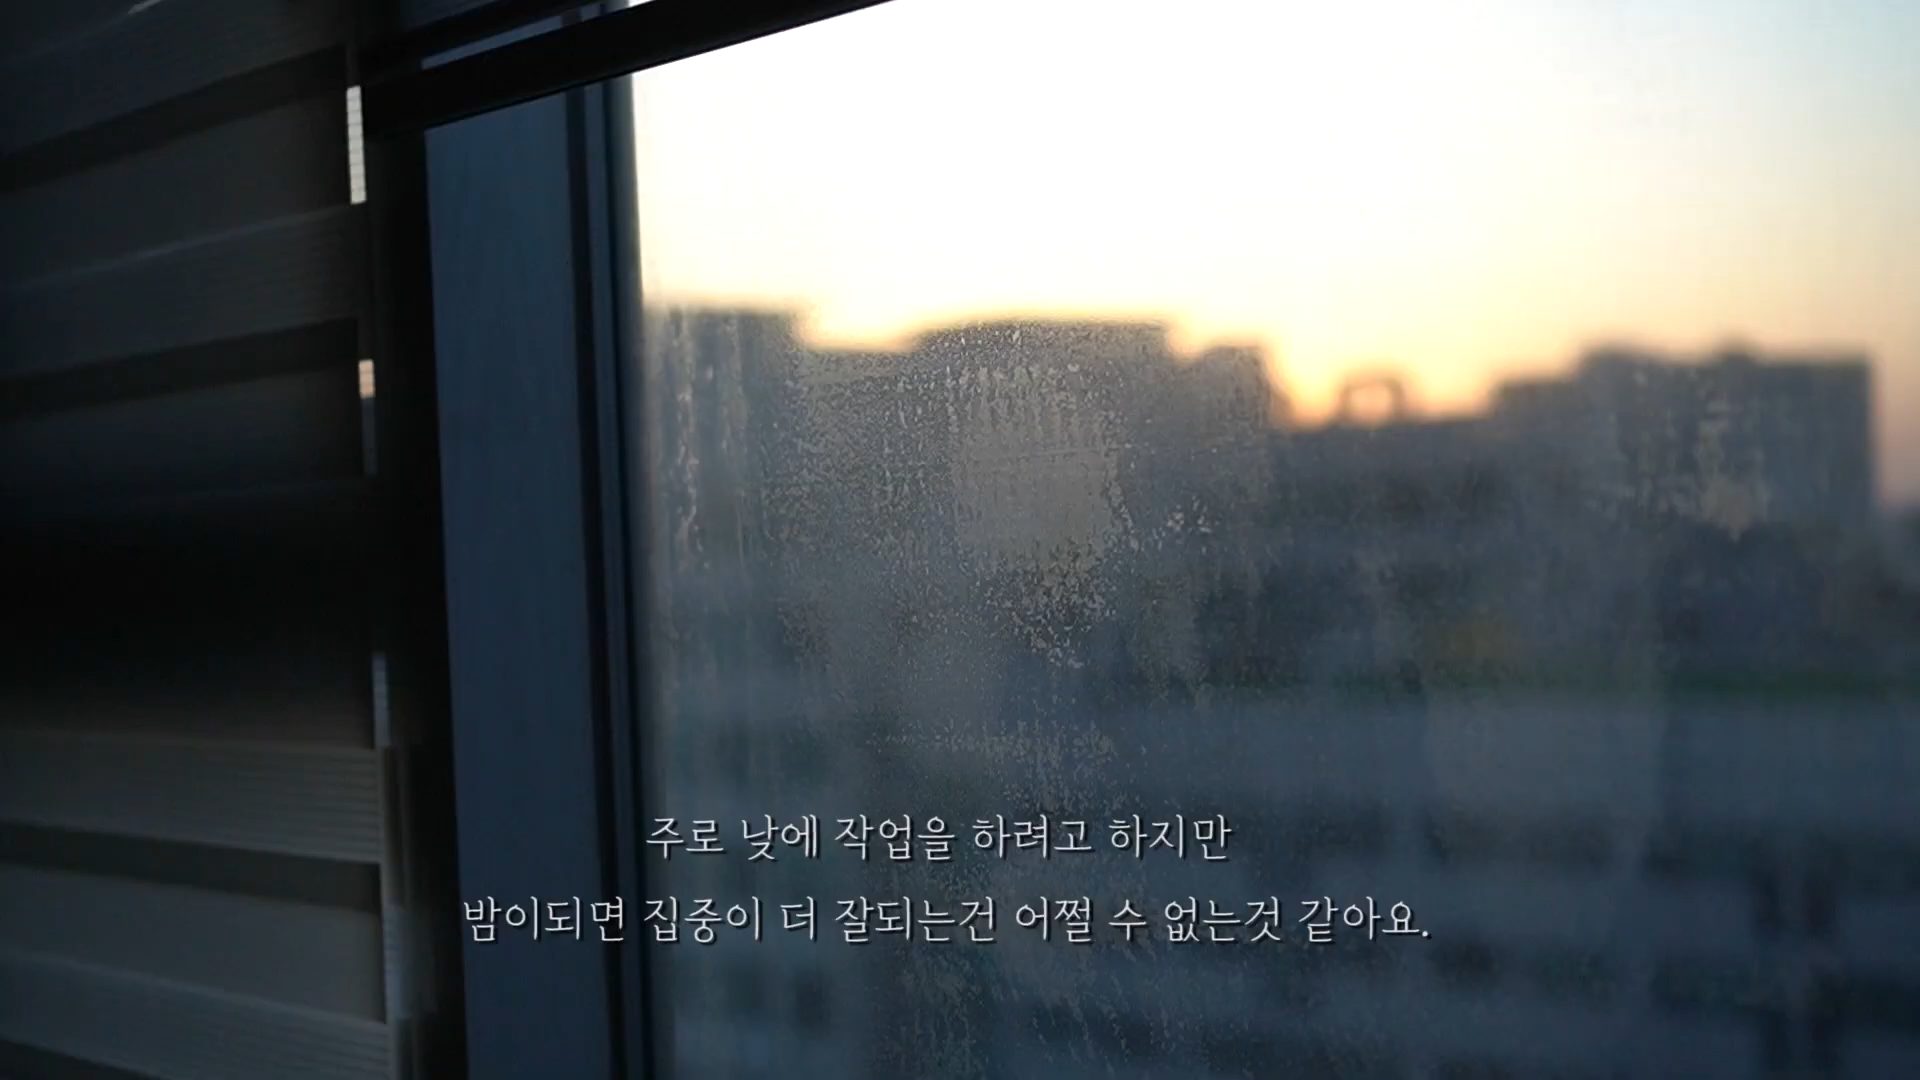 주로 낮에 작업을 하려고 하지만
밤이되면 집중이 더 잘되는건 어쩔 수 없는것 같아요.